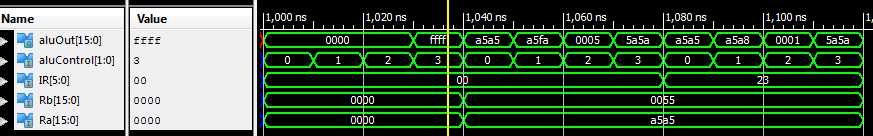 Name Value 1,000 ns 1,020 ns 1,040 ns 1,060 ns 1,080 ns 1,100 ns
aluOut[15:0] ffff 0000 ffff a5a5 a5fa 0005 5a5a a5a5 a5a8 0001 5a5a
aluControl[1:0] 3 0 1 2 3 0 1 2 3 0 1 2 3
IR[5:0] 00 00 23
Rb[15:0] 0000 0000 0055
Ra[15:0] 0000 0000 a5a5